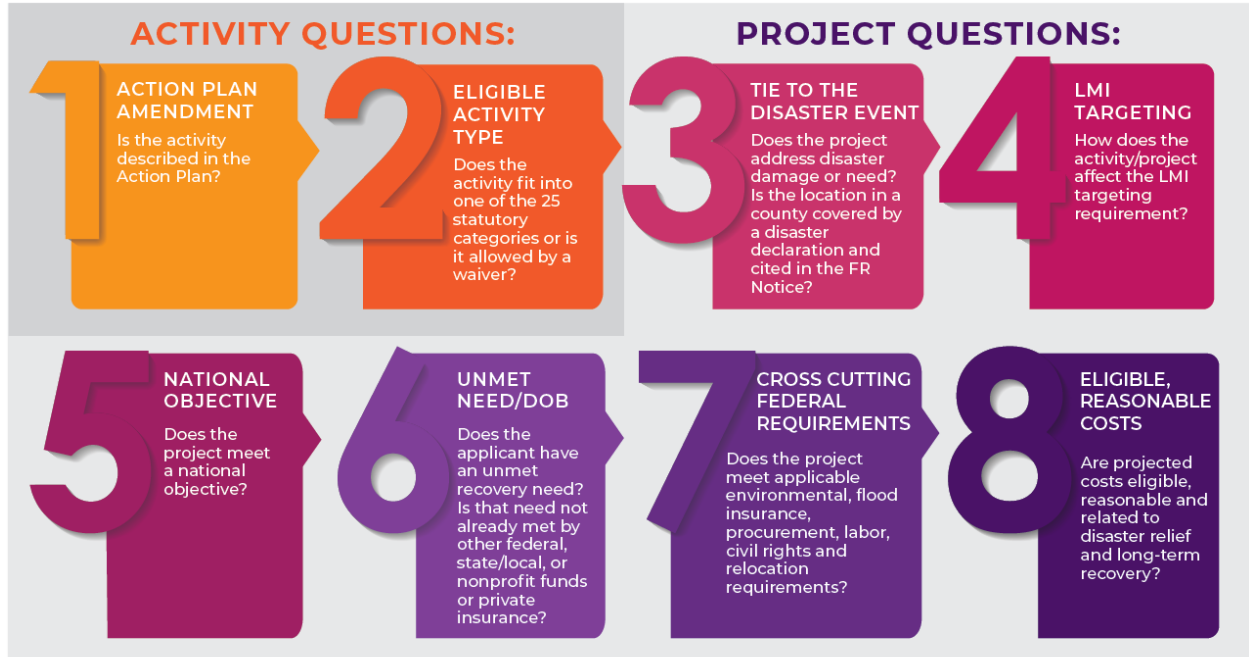 ACTIVITY QUESTIONS:
PROJECT QUESTIONS:
1
ACTION PLAN
AMENDMENT
Is the activity
described in the
Action Plan?
2
ELIGIBLE
ACTIVITY
TYPE
Does the
activity fit into
one of the 25
statutory
categories or is
it allowed by a
waiver?
3
TIE TO THE
DISASTER EVENT
Does the project
address disaster
damage or need?
Is the location in a
county covered by
a disaster
declaration and
cited in the FR
Notice?
4
LMI
TARGETING
How does the
activity/project
affect the LMI
targeting
requirement?
5
NATIONAL
OBJECTIVE
Does the
project meet
a national
objective?
6
UNMET
NEED/DOB
Does the
applicant have
an unmet
recovery need?
Is that need not
already met by
other federal,
state/local, or
nonprofit funds
or private
insurance?
7
CROSS CUTTING
FEDERAL
REQUIREMENTS
Does the project
meet applicable
environmental, flood
insurance,
procurement, labor,
civil rights and
relocation
requirements?
8
ELIGIBLE,
REASONABLE
COSTS
Are projected
costs eligible,
reasonable and
related to
disaster relief
and long-term
recovery?